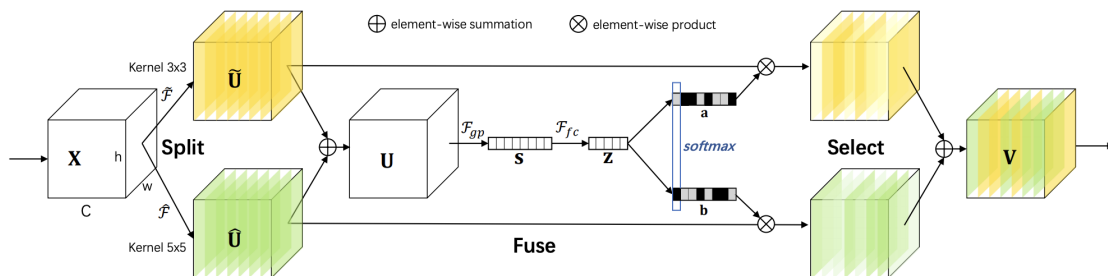 ⊕ element-wise summation
⊗ element-wise product
Kernel 3x3
Ũ
ℱ̃
X
h
w
C
Split
ℱ̂
Kernel 5x5
Û
U
ℱgp
s
ℱfc
z
a
softmax
b
Fuse
Select
V